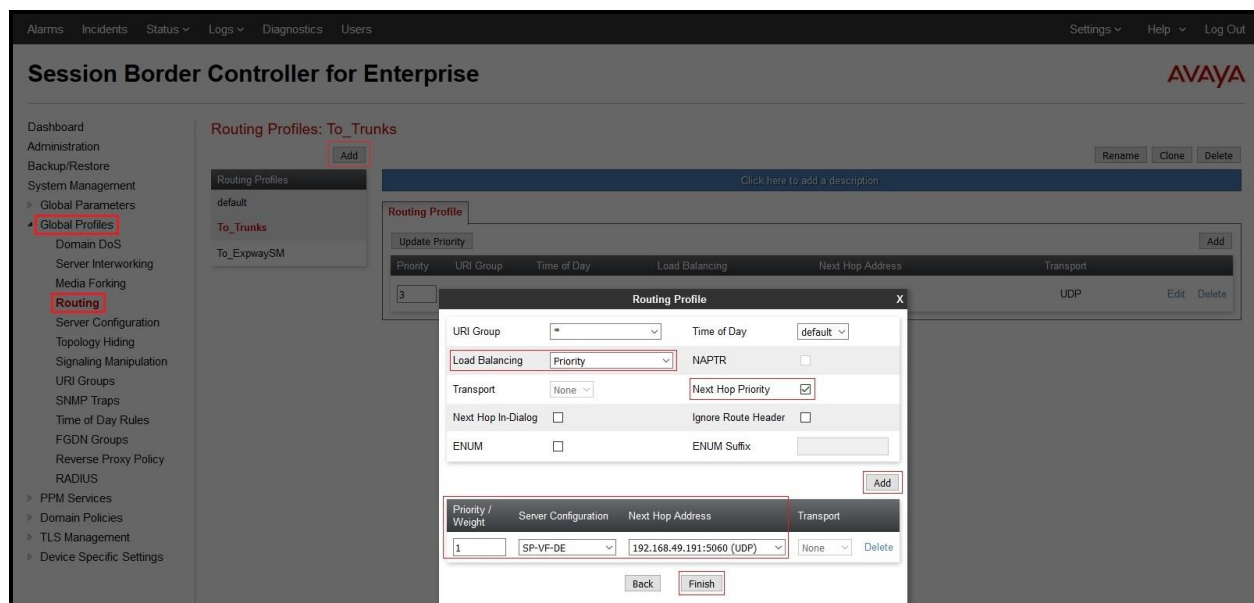 Alarms Incidents Status Logs Diagnostics Users Settings Help Log Out
Session Border Controller for Enterprise
AVAYA
Dashboard
Administration
Backup/Restore
System Management
Global Parameters
Global Profiles
Domain DoS
Server Interworking
Media Forking
Routing
Server Configuration
Topology Hiding
Signaling Manipulation
URI Groups
SNMP Traps
Time of Day Rules
FGDN Groups
Reverse Proxy Policy
RADIUS
PPM Services
Domain Policies
TLS Management
Device Specific Settings
Routing Profiles: To_Trunks
Add
Rename Clone Delete
Routing Profiles
default
To_Trunks
To_ExpwaySM
Click here to add a description.
Routing Profile
Update Priority Add
Priority URI Group Time of Day Load Balancing Next Hop Address Transport
3 UDP Edit Delete
Routing Profile X
URI Group * Time of Day default
Load Balancing Priority NAPTR
Transport None Next Hop Priority
Next Hop In-Dialog Ignore Route Header
ENUM ENUM Suffix
Add
Priority / Weight Server Configuration Next Hop Address Transport
1 SP-VF-DE 192.168.49.191:5060 (UDP) None Delete
Back Finish